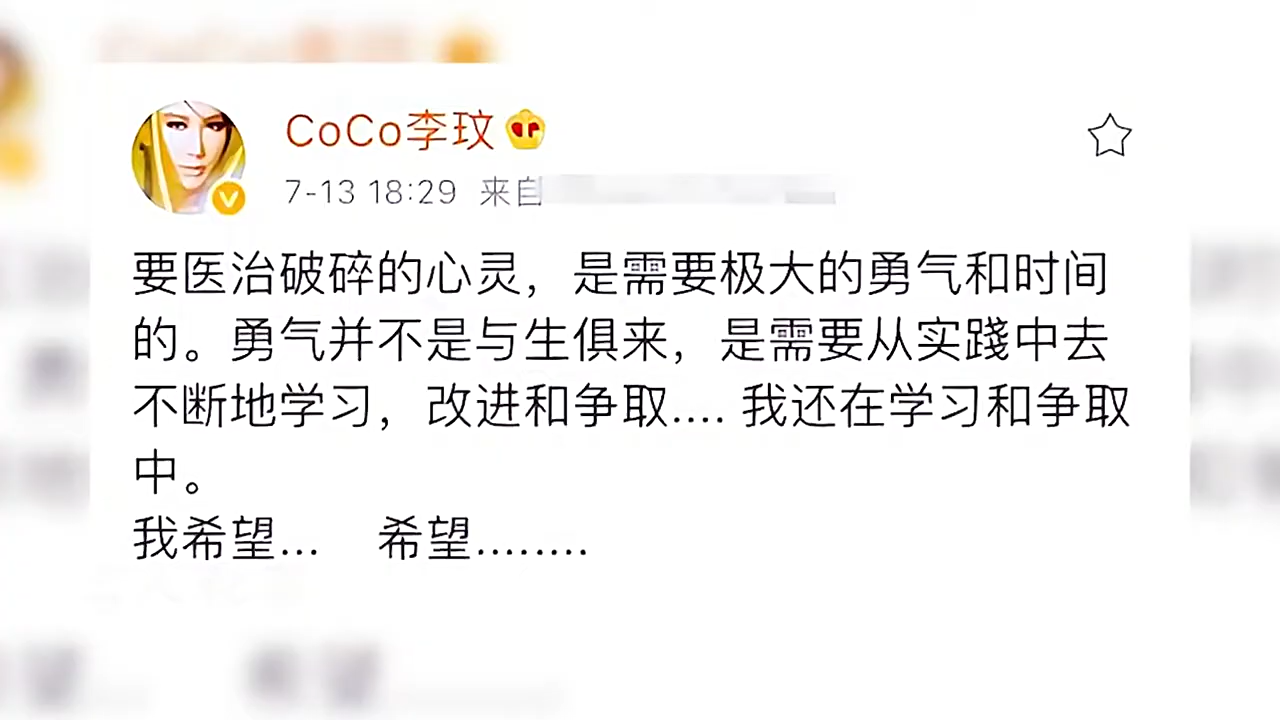 CoCo李玟
7-13 18:29 来自
要医治破碎的心灵，是需要极大的勇气和时间
的。勇气并不是与生俱来，是需要从实践中去
不断地学习，改进和争取.... 我还在学习和争取
中。
我希望... 希望........